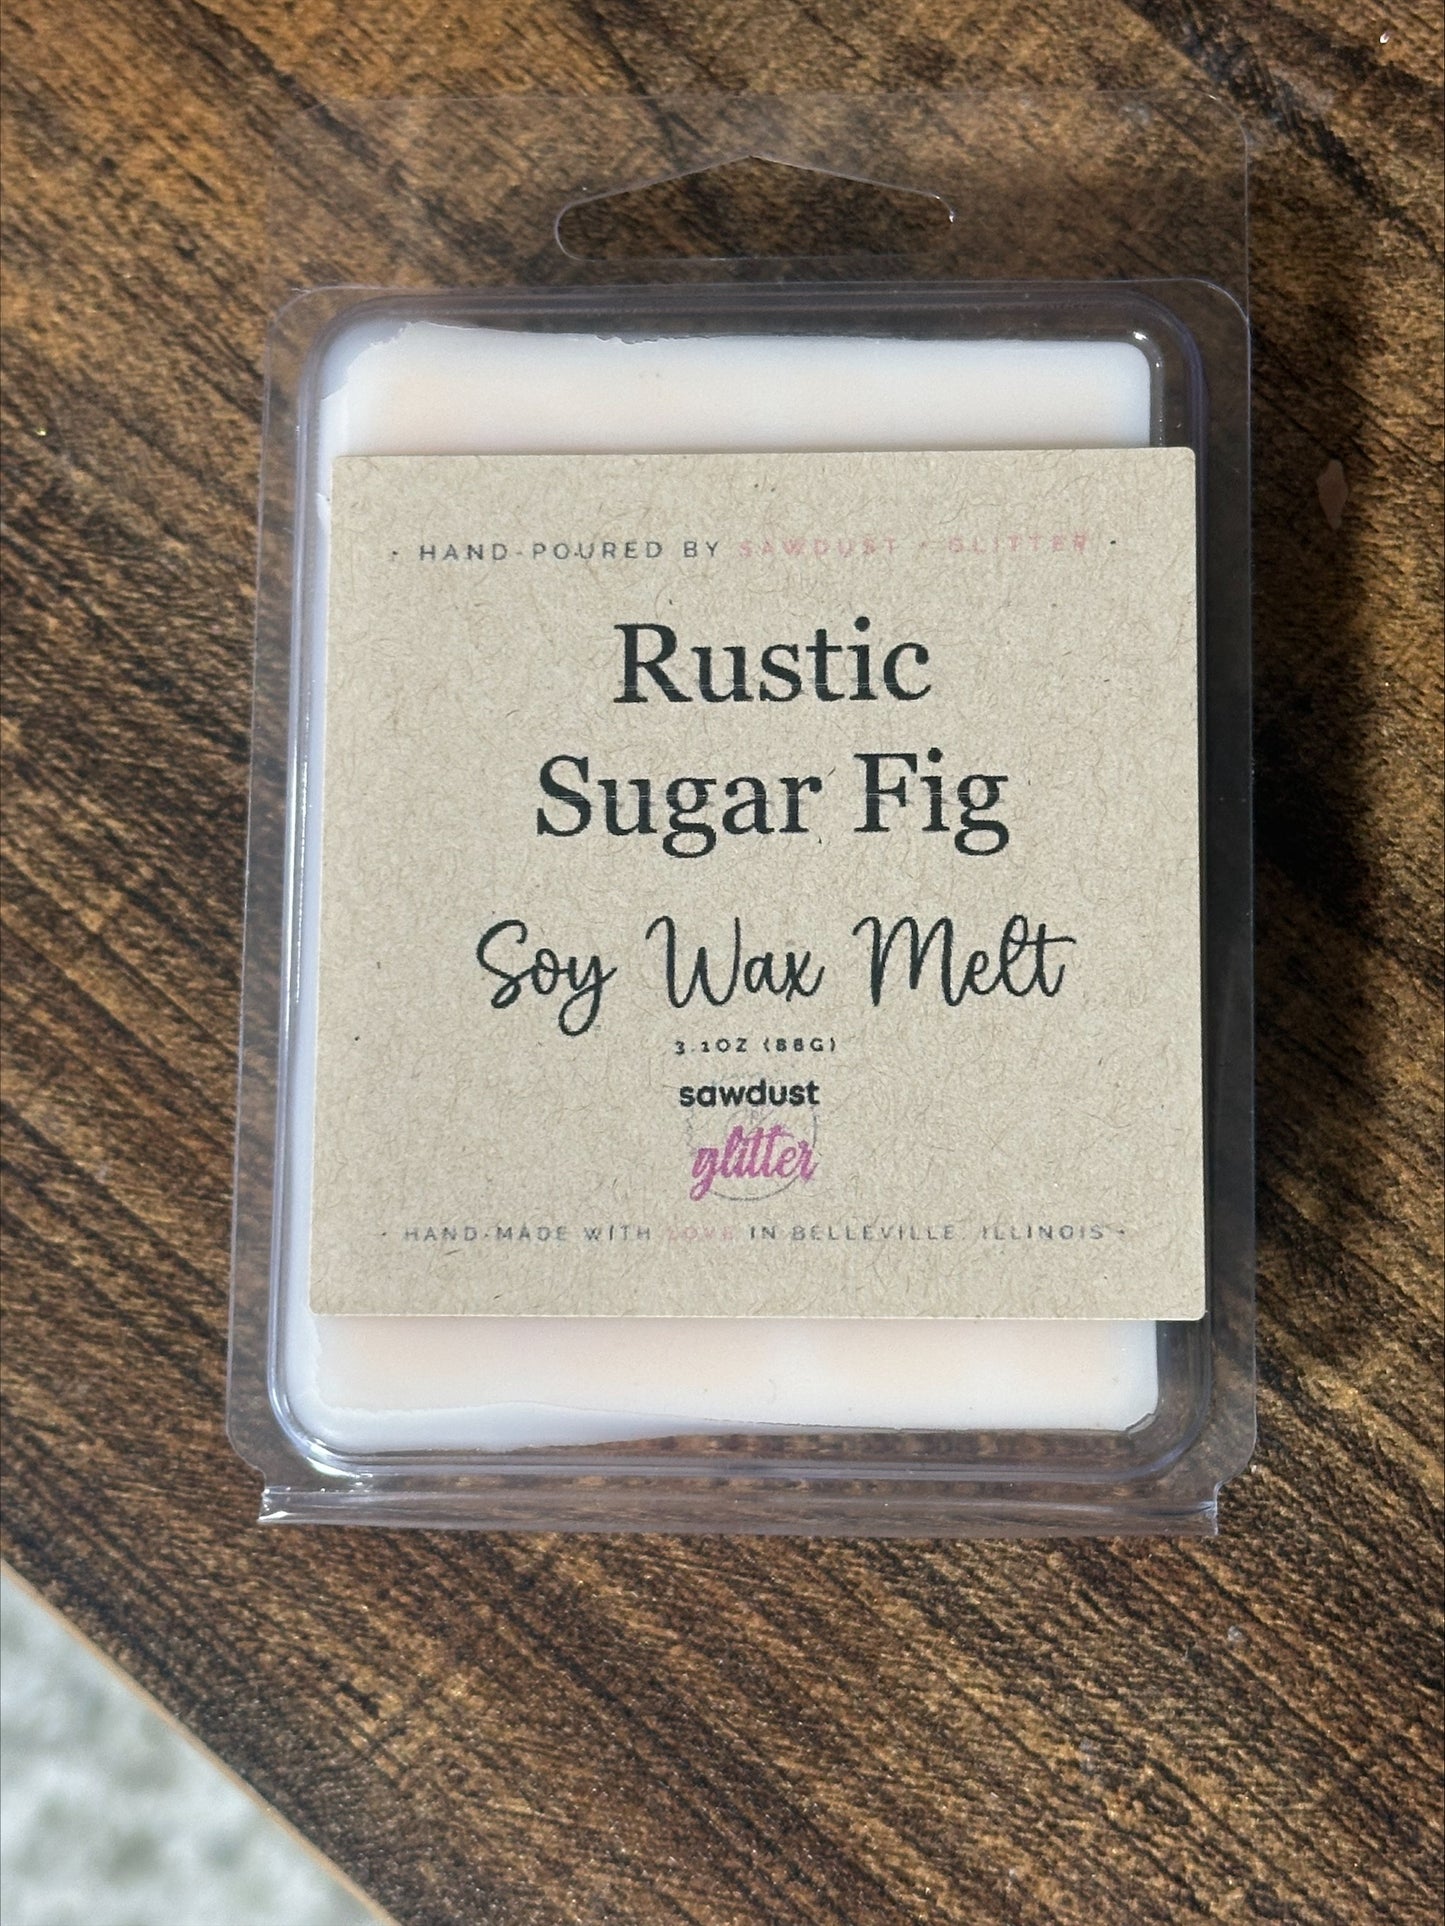 · HAND-POURED BY SAWDUST + GLITTER ·
Rustic
Sugar Fig
Soy Wax Melt
3.1OZ (88G)
sawdust
glitter
· HAND-MADE WITH LOVE IN BELLEVILLE, ILLINOIS ·